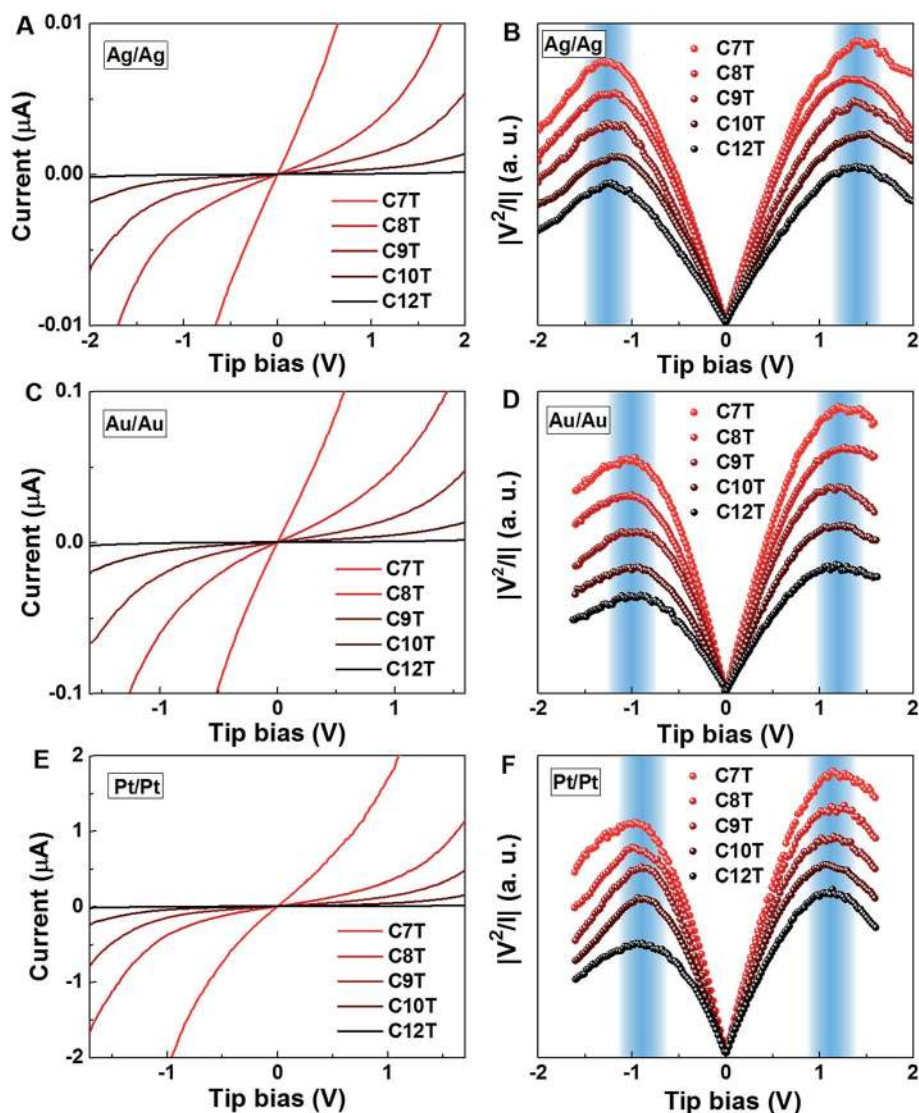 A
Ag/Ag
Current (μA)
0.01
0.00
-0.01
C7T
C8T
C9T
C10T
C12T
-2
-1
0
1
2
Tip bias (V)
B
Ag/Ag
|V²/I| (a. u.)
C7T
C8T
C9T
C10T
C12T
-2
-1
0
1
2
Tip bias (V)
C
Au/Au
Current (μA)
0.1
0.0
-0.1
C7T
C8T
C9T
C10T
C12T
-1
0
1
Tip bias (V)
D
Au/Au
|V²/I| (a. u.)
C7T
C8T
C9T
C10T
C12T
-2
-1
0
1
2
Tip bias (V)
E
Pt/Pt
Current (μA)
2
1
0
-1
-2
C7T
C8T
C9T
C10T
C12T
-1
0
1
Tip bias (V)
F
Pt/Pt
|V²/I| (a. u.)
C7T
C8T
C9T
C10T
C12T
-2
-1
0
1
2
Tip bias (V)